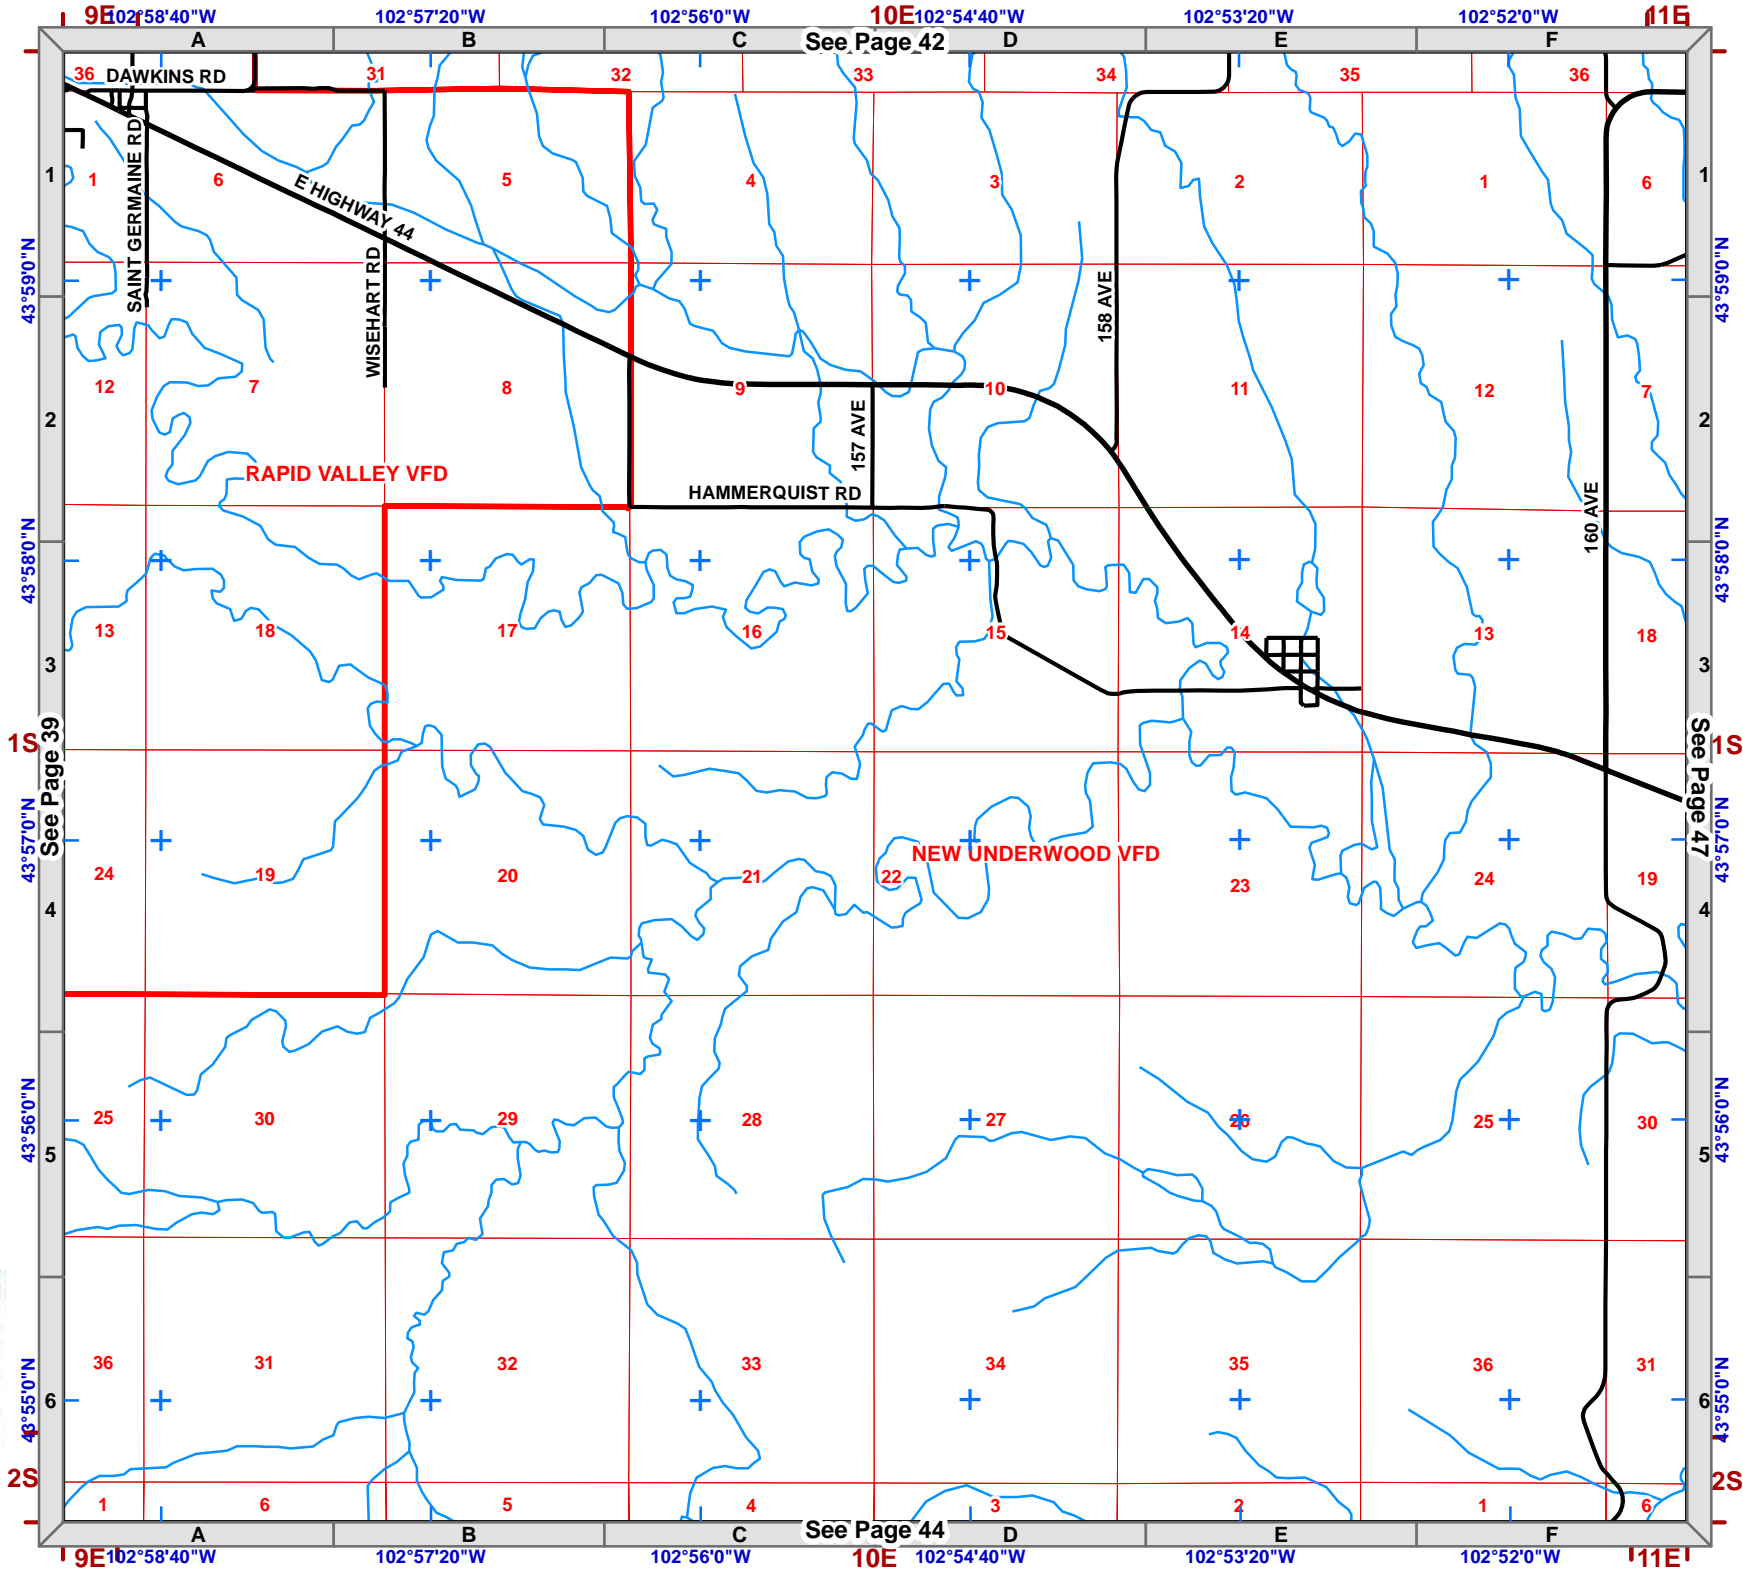 9E 102°58'40"W 102°57'20"W 102°56'0"W 10E 102°54'40"W 102°53'20"W 102°52'0"W 11E
A B C See Page 42 D E F
36 DAWKINS RD 31 32 33 34 35 36
SAINT GERMAINE RD
1 1 6 E HIGHWAY 44 5 4 3 2 1 6 1
43°59'0"N 43°59'0"N
WISEHART RD
158 AVE
12 7 8 9 10 11 12 7
2 2
157 AVE
RAPID VALLEY VFD
HAMMERQUIST RD
160 AVE
43°58'0"N 43°58'0"N
13 18 17 16 15 14 13 18
3 3
1S 1S
See Page 39 See Page 47
43°57'0"N 43°57'0"N
NEW UNDERWOOD VFD
24 19 20 21 22 23 24 19
4 4
25 30 29 28 27 26 25 30
43°56'0"N 43°56'0"N
5 5
36 31 32 33 34 35 36 31
43°55'0"N 43°55'0"N
6 6
2S 2S
1 6 5 4 3 2 1 6
A B C See Page 44 D E F
9E 102°58'40"W 102°57'20"W 102°56'0"W 10E 102°54'40"W 102°53'20"W 102°52'0"W 11E